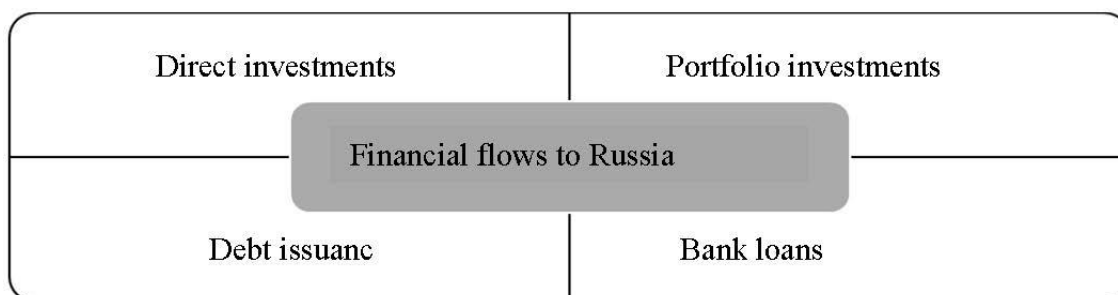 Direct investments
Portfolio investments
Financial flows to Russia
Debt issuanc
Bank loans